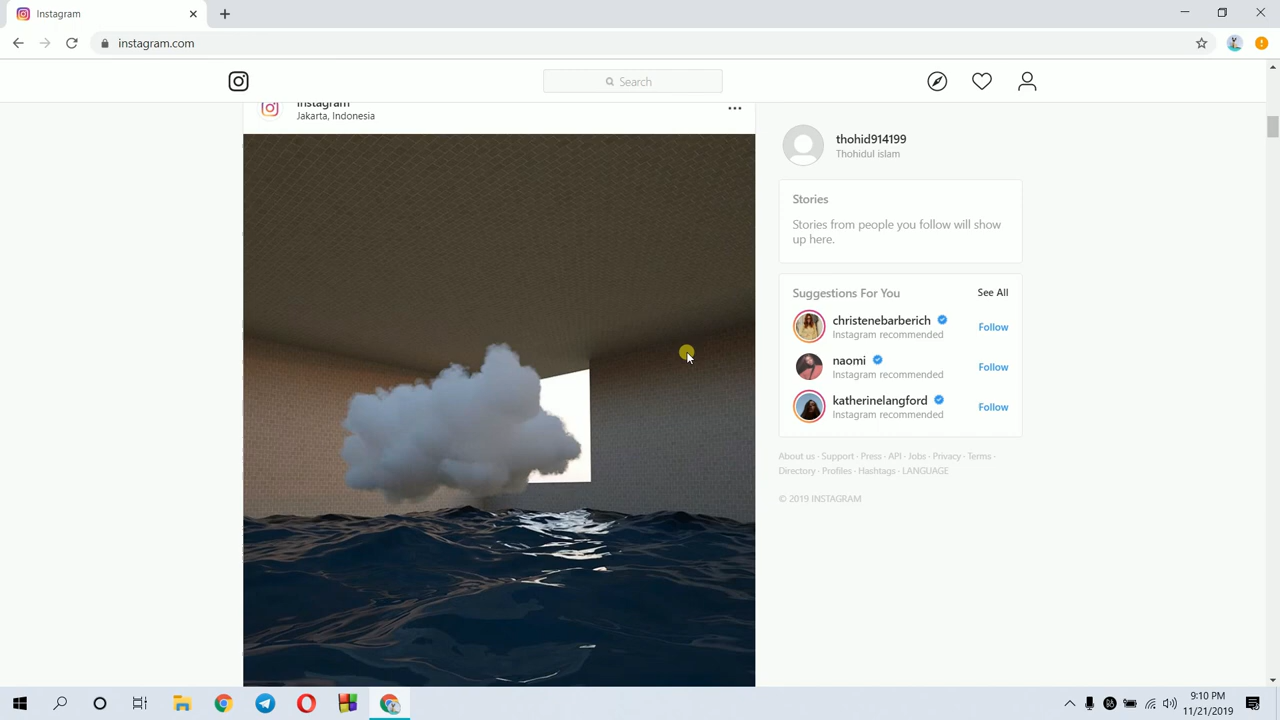 Instagram
instagram.com
Search
Instagram
Jakarta, Indonesia
thohid914199
Thohidul islam
Stories
Stories from people you follow will show
up here.
Suggestions For You
See All
christenebarberich
Instagram recommended
Follow
naomi
Instagram recommended
Follow
katherinelangford
Instagram recommended
Follow
About us · Support · Press · API · Jobs · Privacy · Terms ·
Directory · Profiles · Hashtags · LANGUAGE
© 2019 INSTAGRAM
9:10 PM
11/21/2019